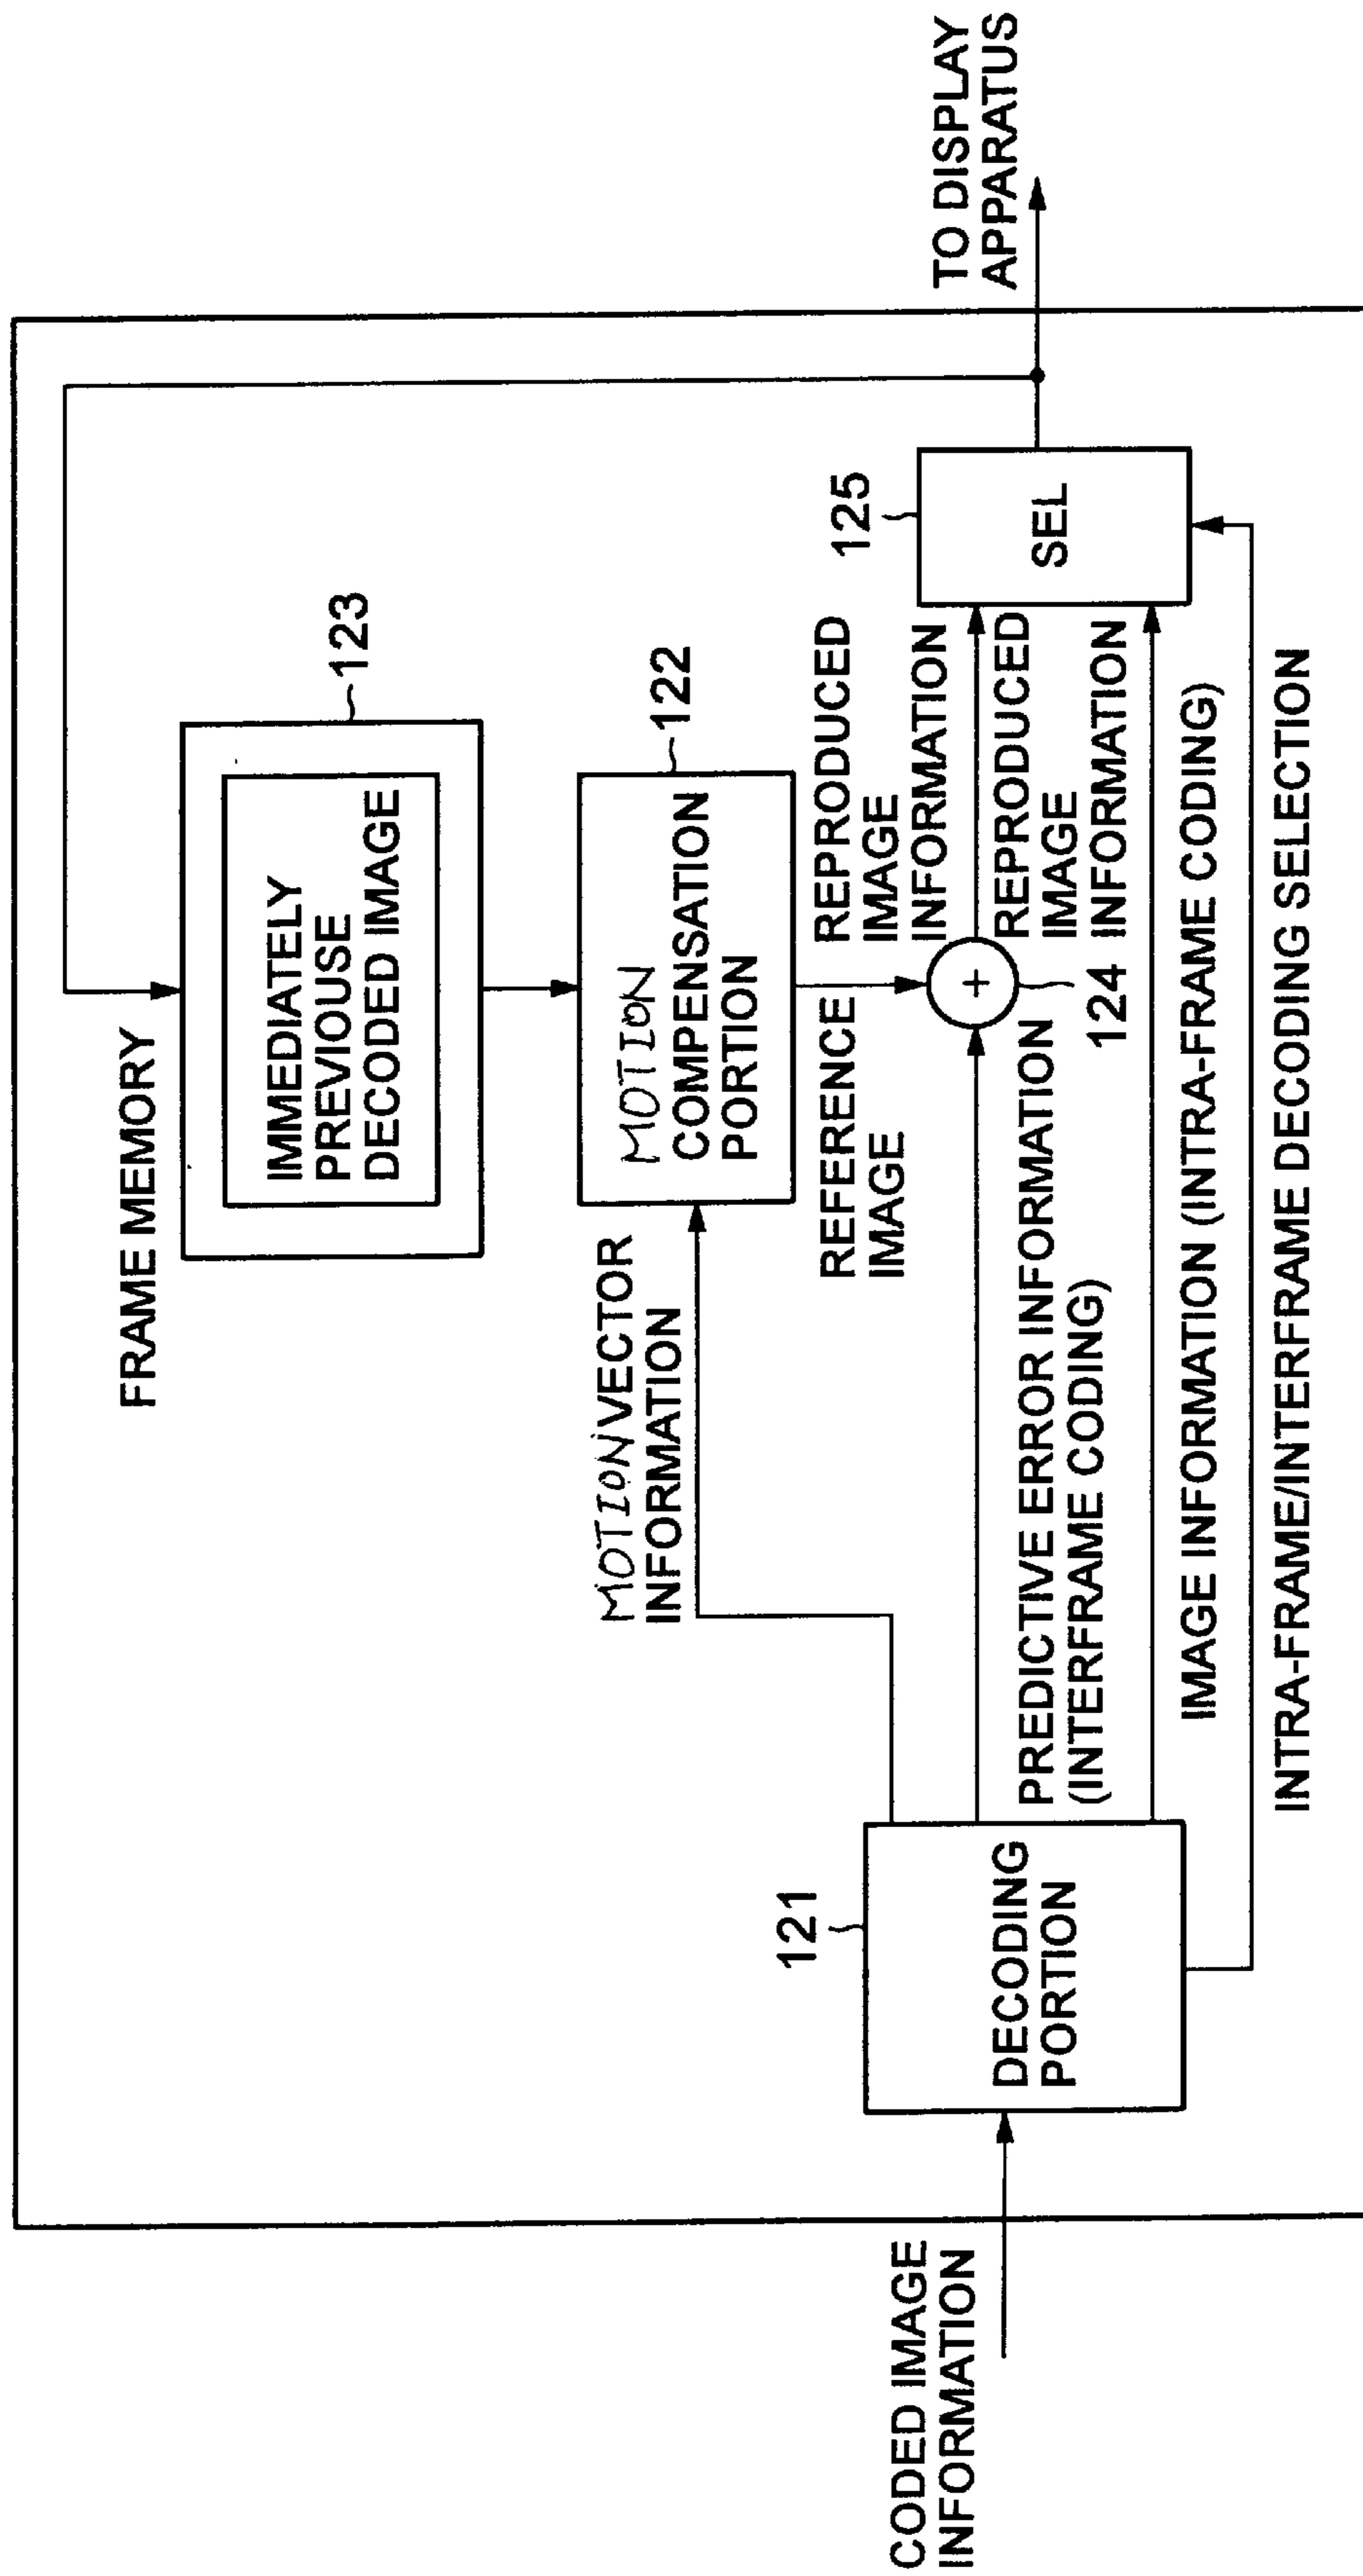 FRAME MEMORY
123
IMMEDIATELY
PREVIOUSE
DECODED IMAGE
MOTION VECTOR
INFORMATION
122
MOTION
COMPENSATION
PORTION
REFERENCE
IMAGE
REPRODUCED
IMAGE
INFORMATION
125
SEL
TO DISPLAY
APPARATUS
121
DECODING
PORTION
CODED IMAGE
INFORMATION
+
124
REPRODUCED
IMAGE
INFORMATION
PREDICTIVE ERROR INFORMATION
(INTERFRAME CODING)
IMAGE INFORMATION (INTRA-FRAME CODING)
INTRA-FRAME/INTERFRAME DECODING SELECTION